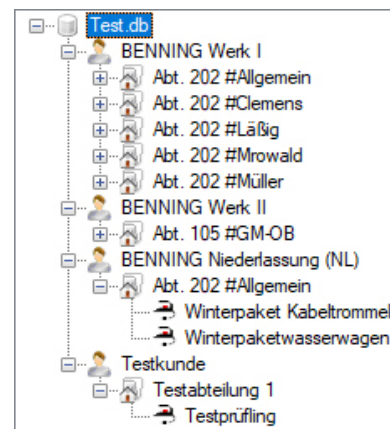 Test.db
BENNING Werk I
Abt. 202 #Allgemein
Abt. 202 #Clemens
Abt. 202 #Läßig
Abt. 202 #Mrowald
Abt. 202 #Müller
BENNING Werk II
Abt. 105 #GM-OB
BENNING Niederlassung (NL)
Abt. 202 #Allgemein
Winterpaket Kabeltrommel
Winterpaketwasserwagen
Testkunde
Testabteilung 1
Testprüfling